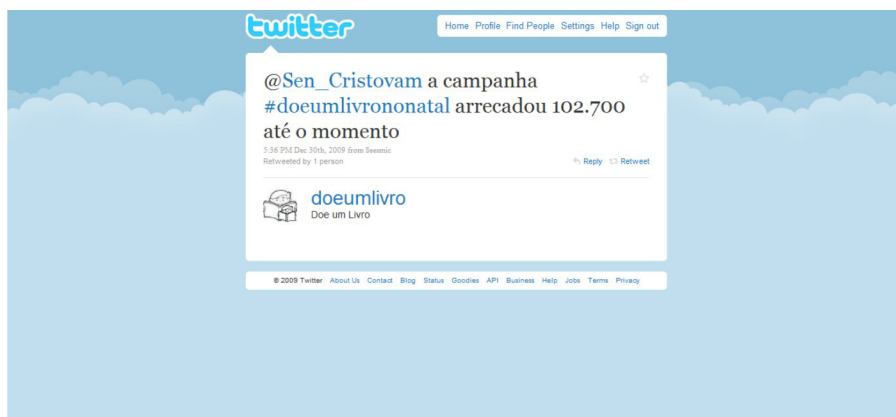 twitter
Home Profile Find People Settings Help Sign out
@Sen_Cristovam a campanha
#doeumlivrononatal arrecadou 102.700
até o momento
5:36 PM Dec 30th, 2009 from Seesmic
Retweeted by 1 person
Reply Retweet
doeumlivro
Doe um Livro
© 2009 Twitter About Us Contact Blog Status Goodies API Business Help Jobs Terms Privacy